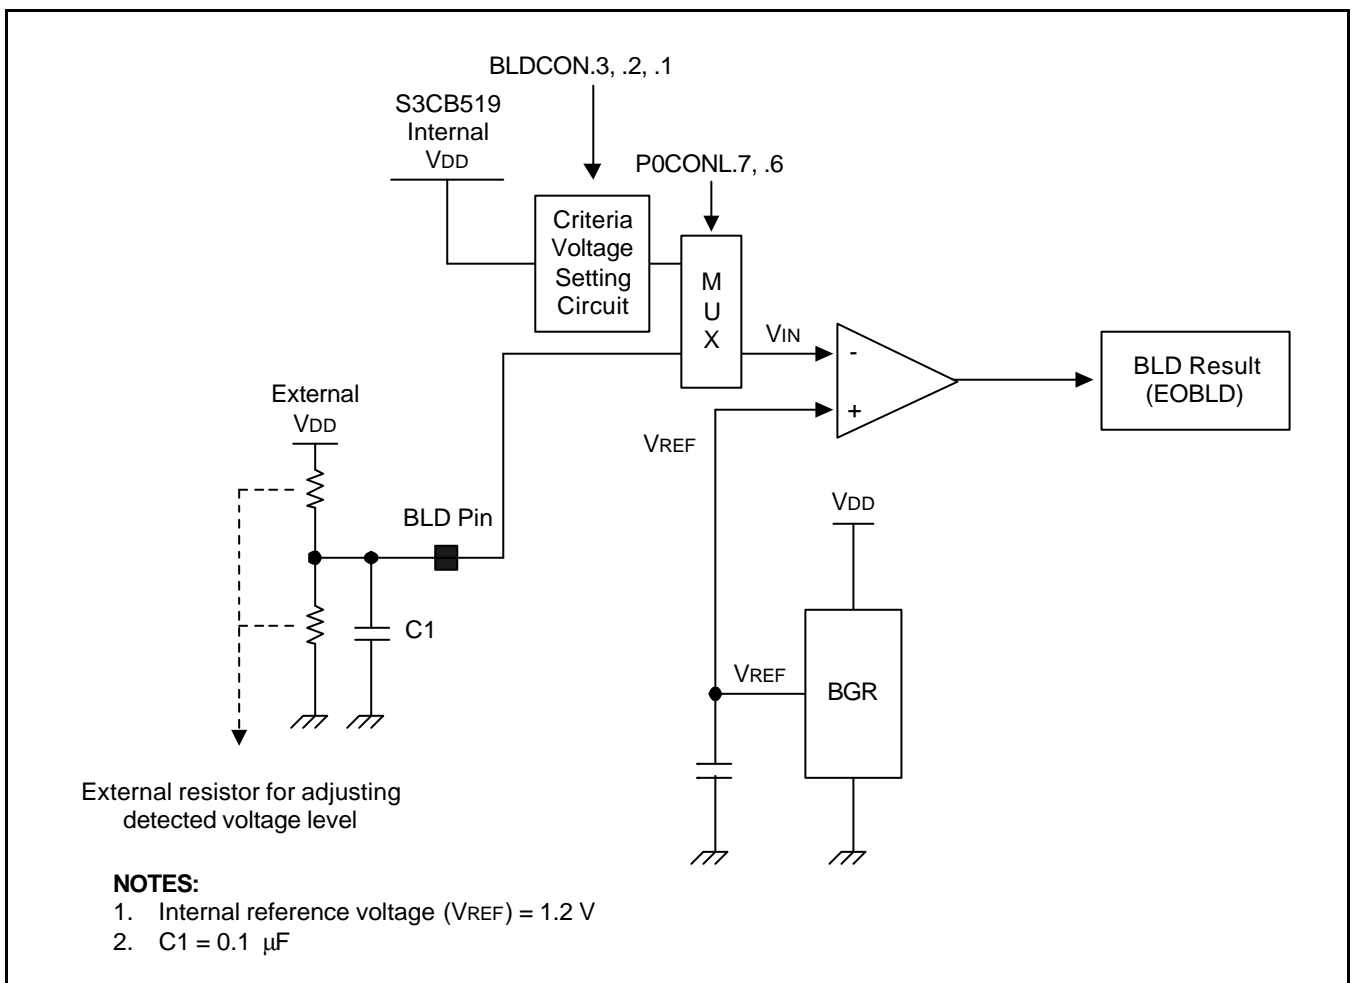 BLDCON.3, .2, .1
S3CB519
Internal
VDD
P0CONL.7, .6
Criteria
Voltage
Setting
Circuit
M
U
X
VIN
-
+
BLD Result
(EOBLD)
External
VDD
VREF
BLD Pin
VDD
C1
VREF
BGR
External resistor for adjusting
detected voltage level
NOTES:
1. Internal reference voltage (VREF) = 1.2 V
2. C1 = 0.1 μF